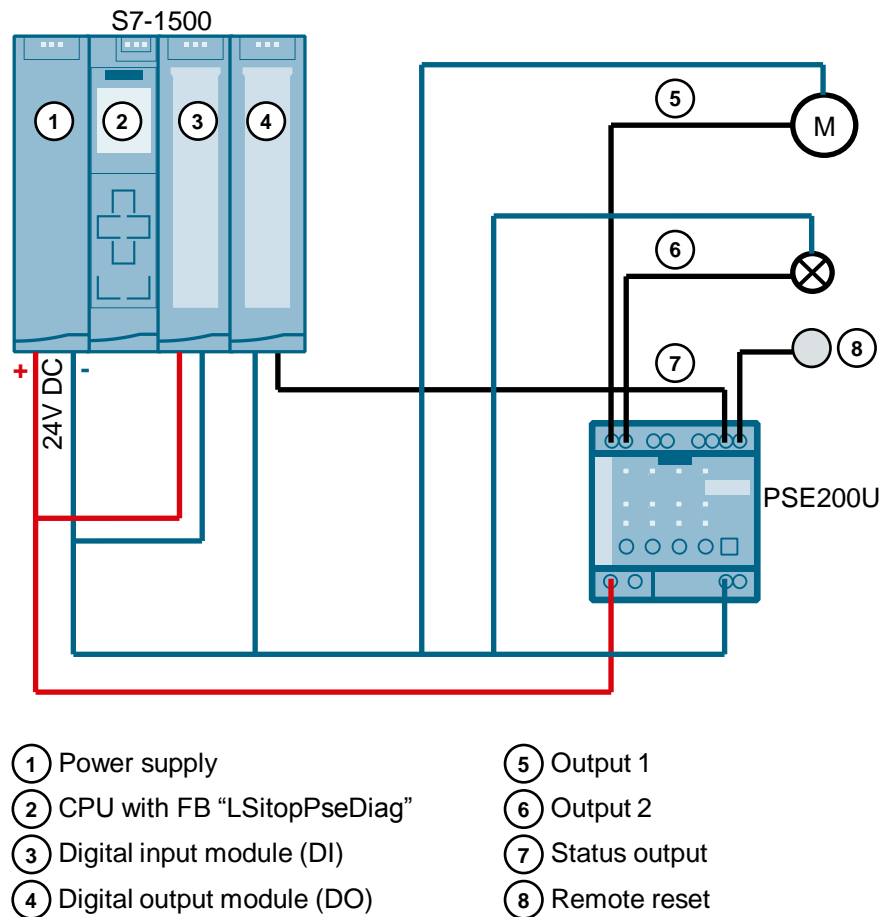 S7-1500
1
2
3
4
5
M
6
7
8
+
24V DC
-
PSE200U
1 Power supply
2 CPU with FB “LSitopPseDiag”
3 Digital input module (DI)
4 Digital output module (DO)
5 Output 1
6 Output 2
7 Status output
8 Remote reset